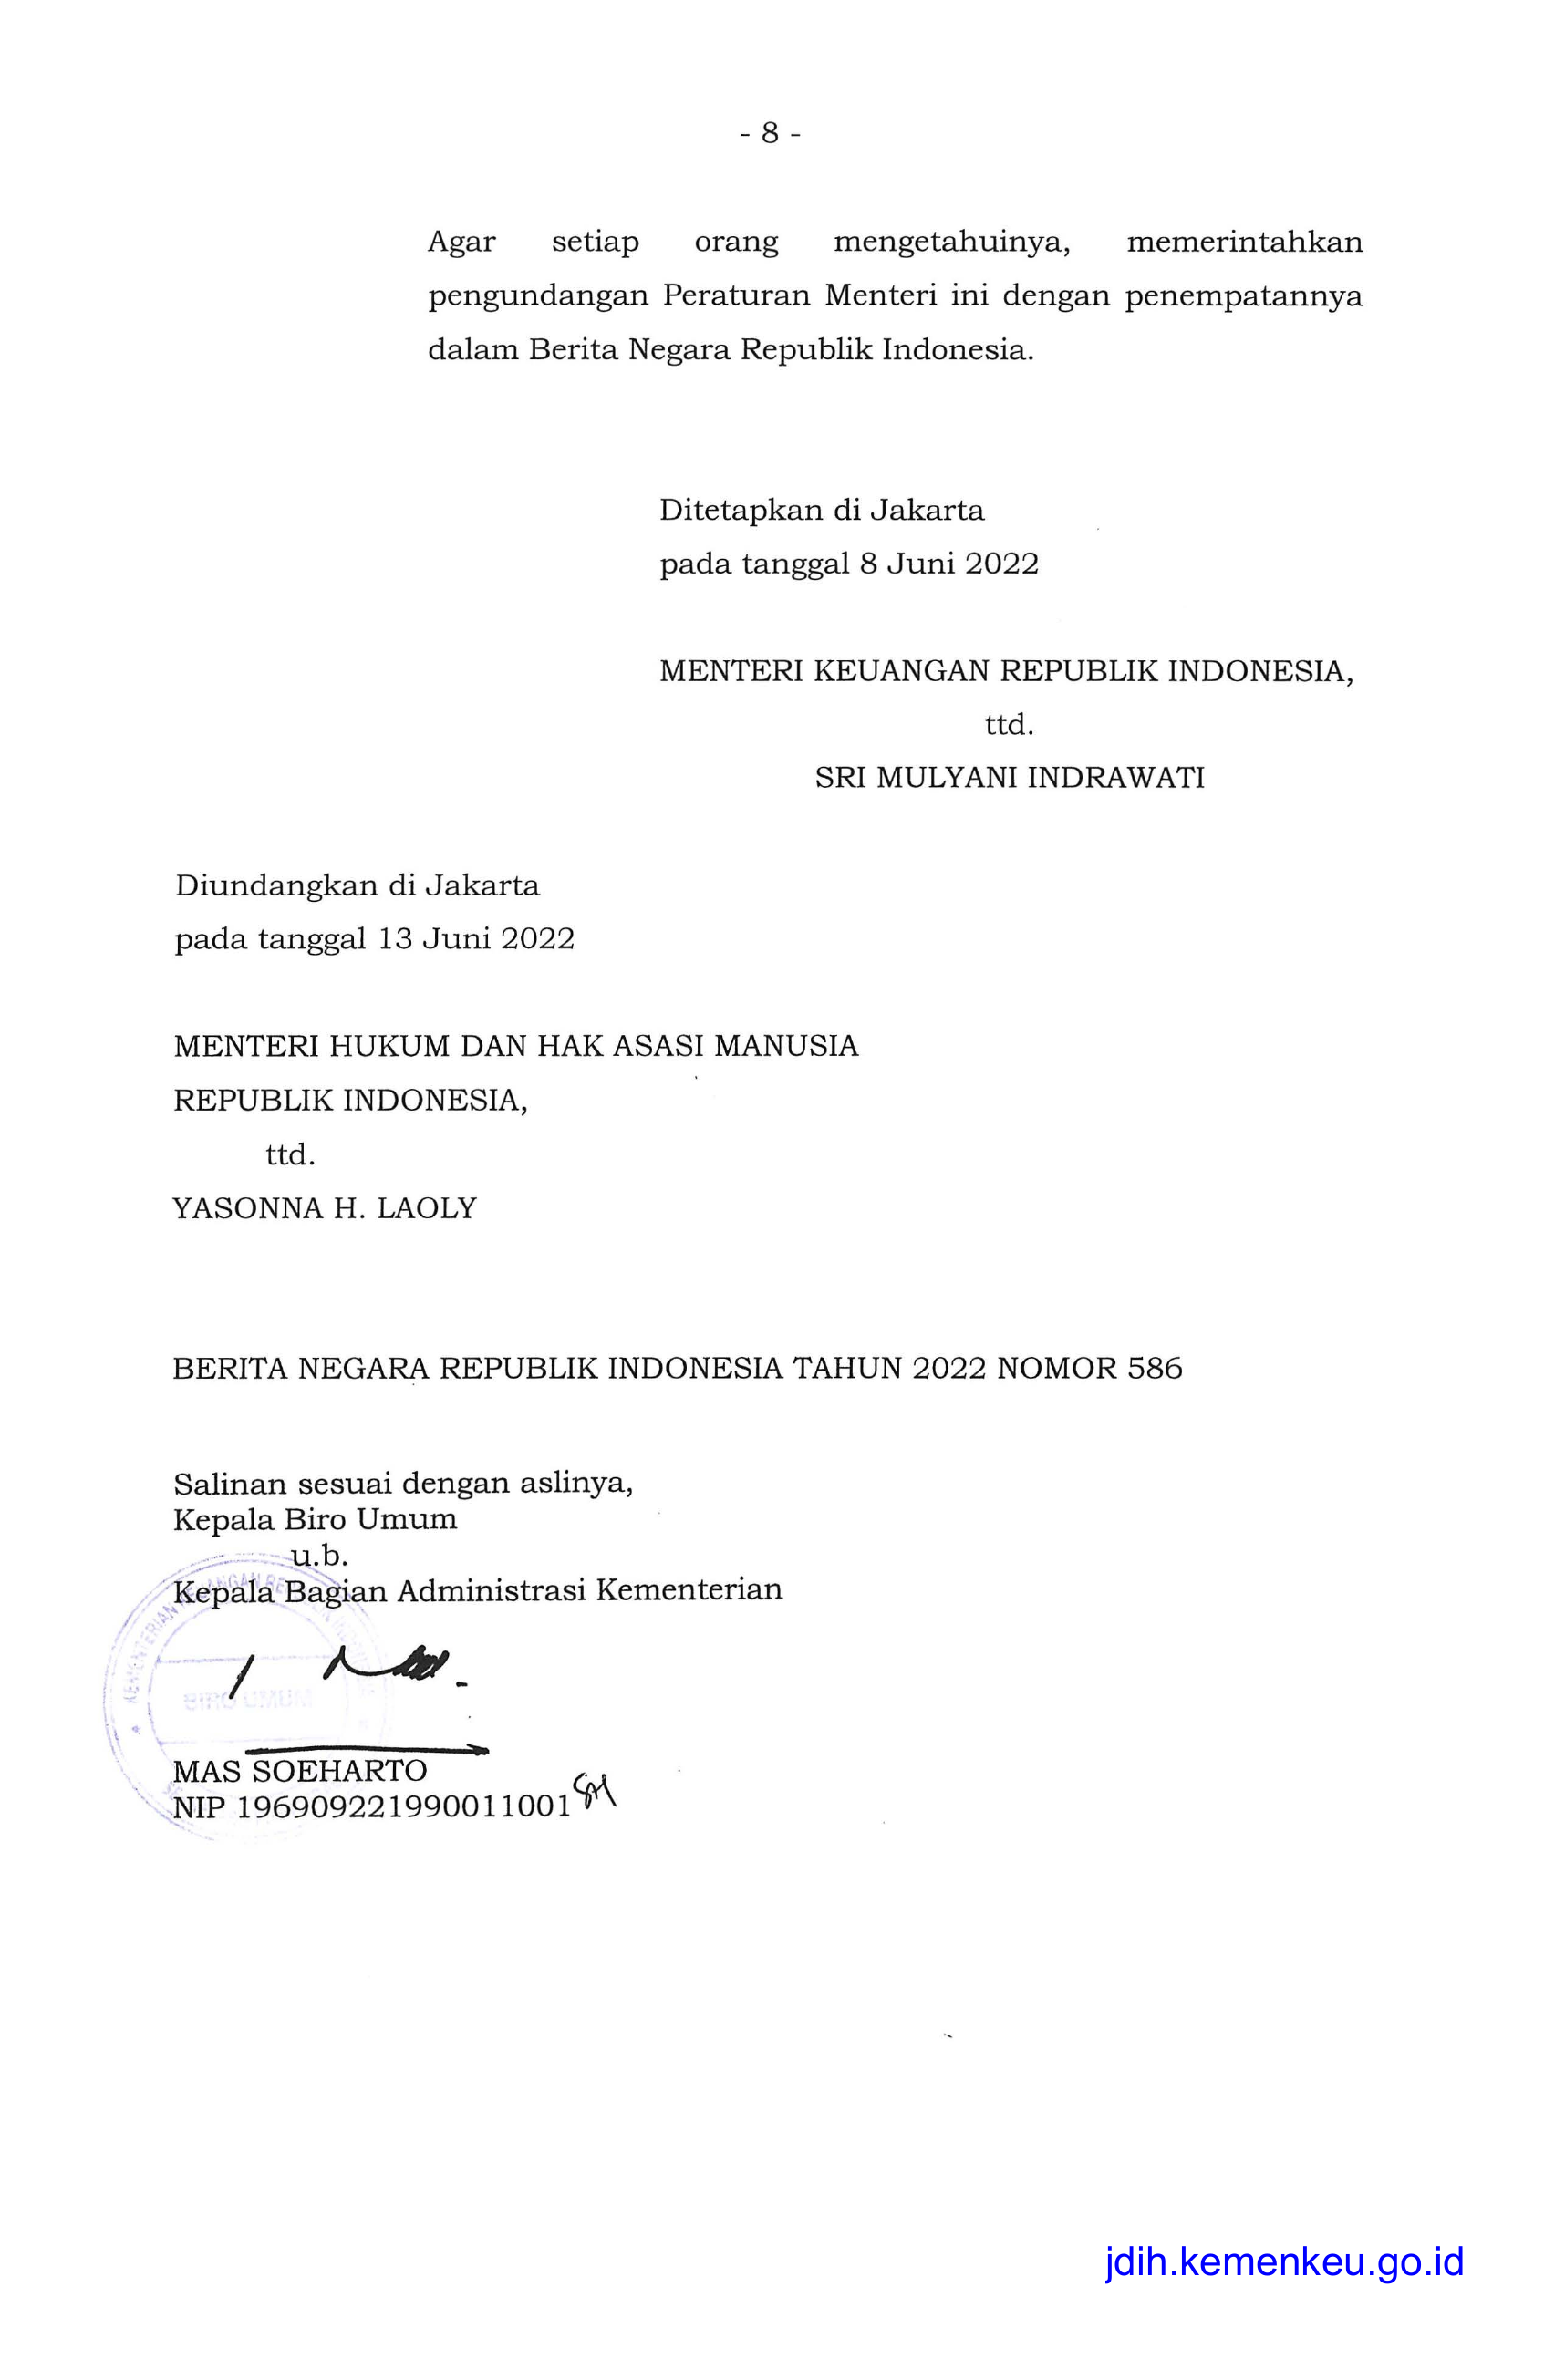 - 8 -
Agar setiap orang mengetahuinya, memerintahkan
pengundangan Peraturan Menteri ini dengan penempatannya
dalam Berita Negara Republik Indonesia.
Ditetapkan di Jakarta
pada tanggal 8 Juni 2022
MENTERI KEUANGAN REPUBLIK INDONESIA,
ttd.
SRI MULYANI INDRAWATI
Diundangkan di Jakarta
pada tanggal 13 Juni 2022
MENTERI HUKUM DAN HAK ASASI MANUSIA
REPUBLIK INDONESIA,
ttd.
YASONNA H. LAOLY
BERITA NEGARA REPUBLIK INDONESIA TAHUN 2022 NOMOR 586
Salinan sesuai dengan aslinya,
Kepala Biro Umum
u.b.
Kepala Bagian Administrasi Kementerian
BIRO UMUM
MAS SOEHARTO
NIP 196909221990011001
jdih.kemenkeu.go.id